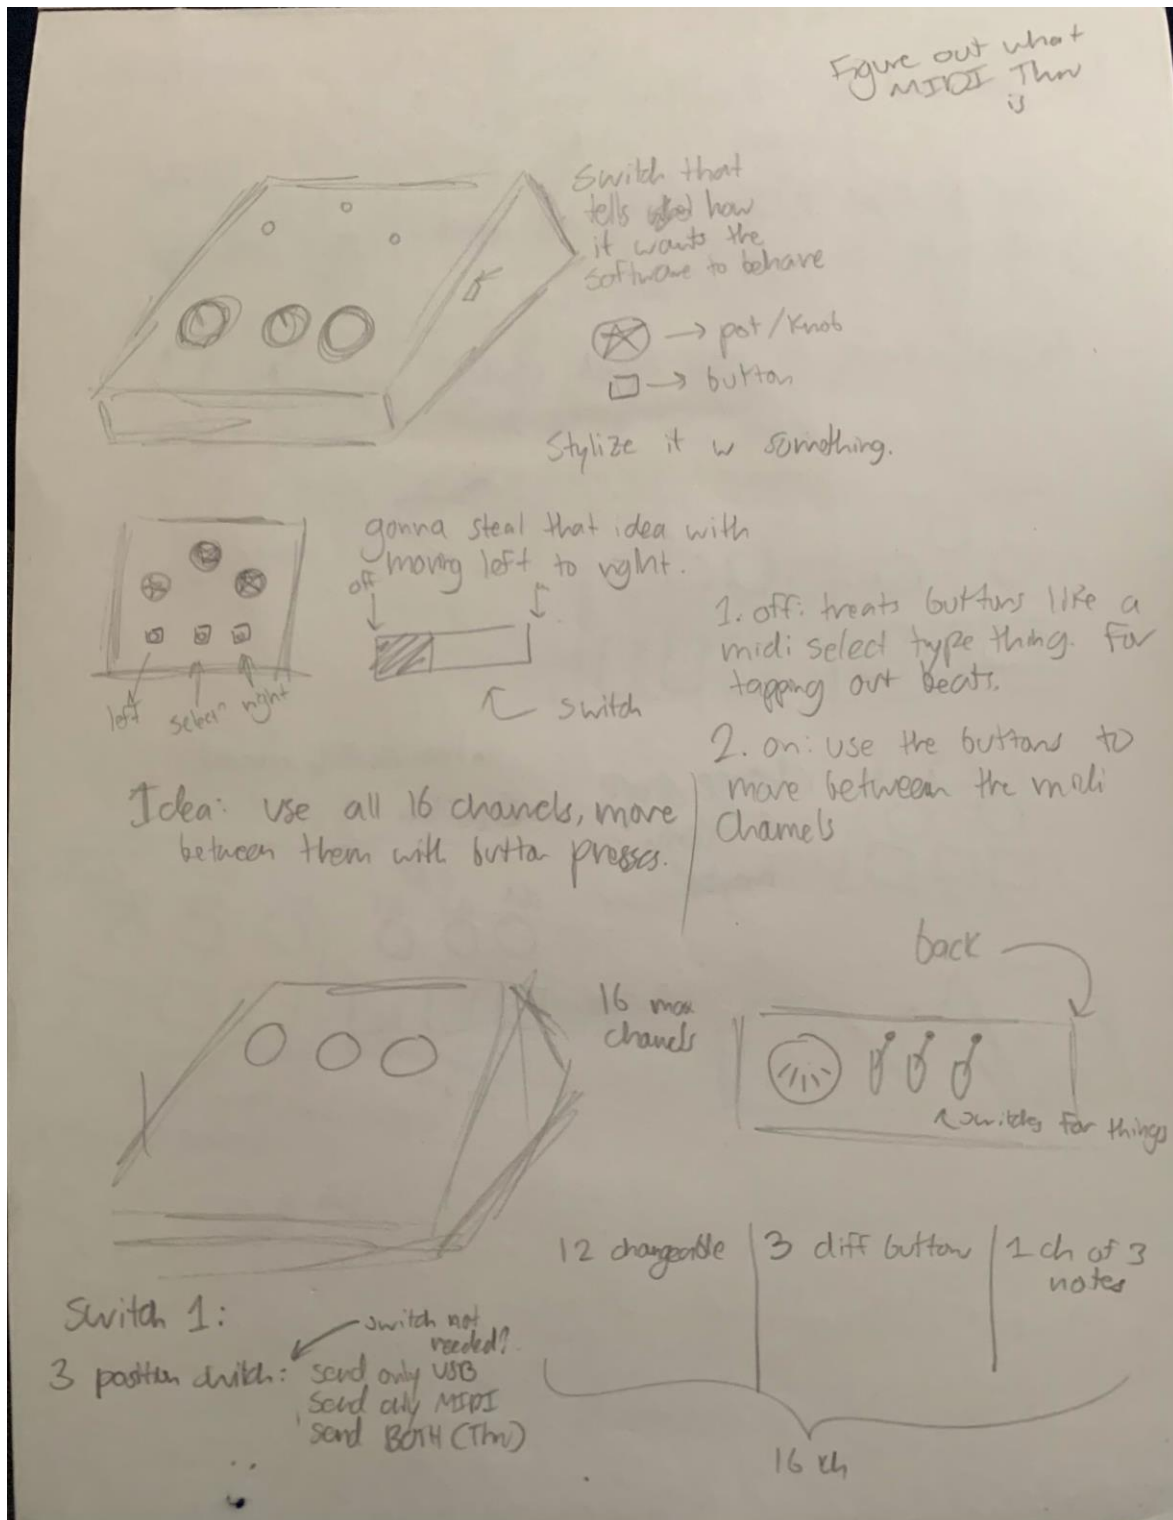 Figure out what
MIDI Thru
is
Switch that
tells how
it wants the
software to behave
→ pot/knob
→ button
Stylize it w something.
gonna steal that idea with
moving left to right.
off
switch
left
select
right
1. off: treats buttons like a
midi select type thing. For
tapping out beats.
2. on: use the buttons to
move between the midi
channels
Idea: use all 16 chanels, move
between them with button presses.
back
16 max
chanels
switches for things
12 changeable | 3 diff button | 1 ch of 3
notes
16 ch
Switch 1:
switch not
needed?
3 position switch: send only USB
send only MIDI
send BOTH (Thru)